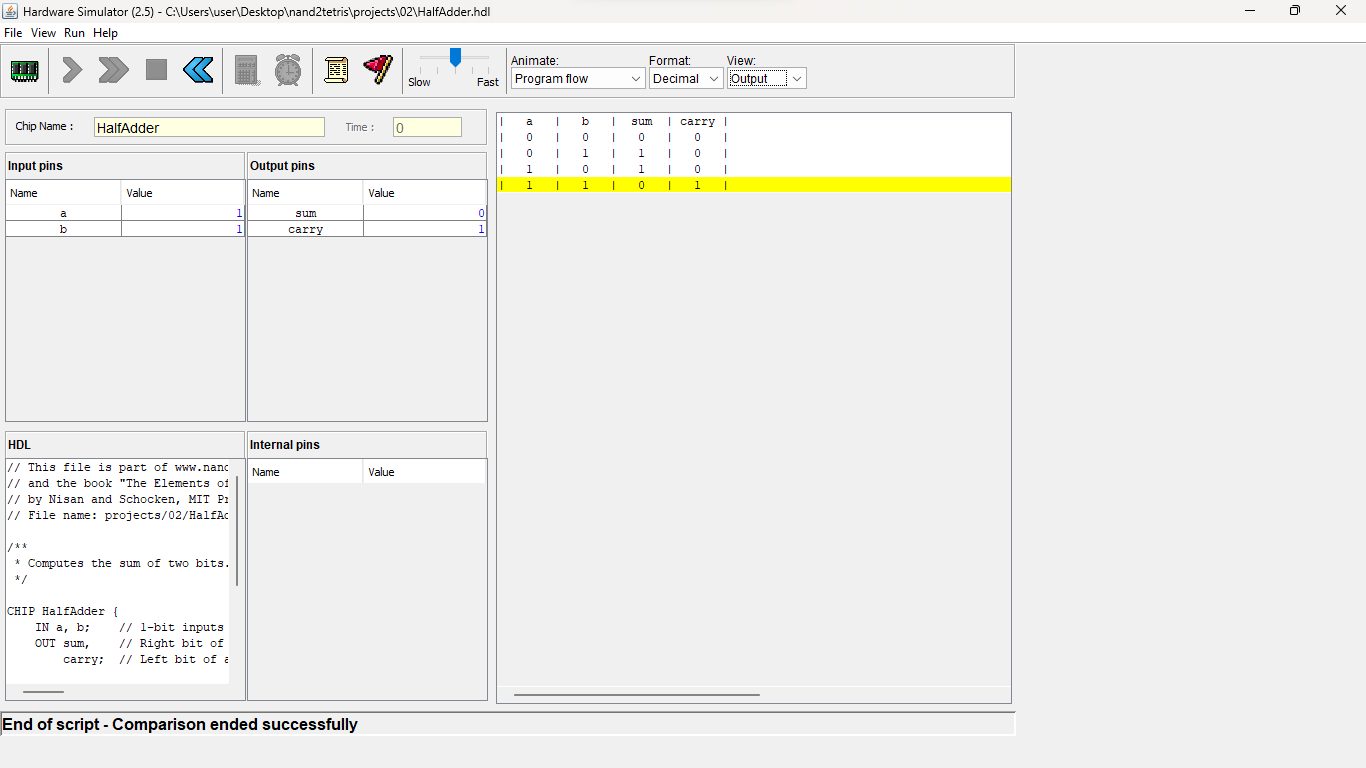 Hardware Simulator (2.5) - C:\Users\user\Desktop\nand2tetris\projects\02\HalfAdder.hdl
File View Run Help
Slow Fast
Animate: Format: View:
Program flow Decimal Output
Chip Name : HalfAdder Time : 0
Input pins Output pins
Name Value Name Value
a 1 sum 0
b 1 carry 1
| a | b | sum | carry |
| 0 | 0 | 0 | 0 |
| 0 | 1 | 1 | 0 |
| 1 | 0 | 1 | 0 |
| 1 | 1 | 0 | 1 |
HDL
// This file is part of www.nand
// and the book "The Elements of
// by Nisan and Schocken, MIT Pr
// File name: projects/02/HalfAd
/**
* Computes the sum of two bits.
*/
CHIP HalfAdder {
IN a, b; // 1-bit inputs
OUT sum, // Right bit of
carry; // Left bit of a
Internal pins
Name Value
End of script - Comparison ended successfully